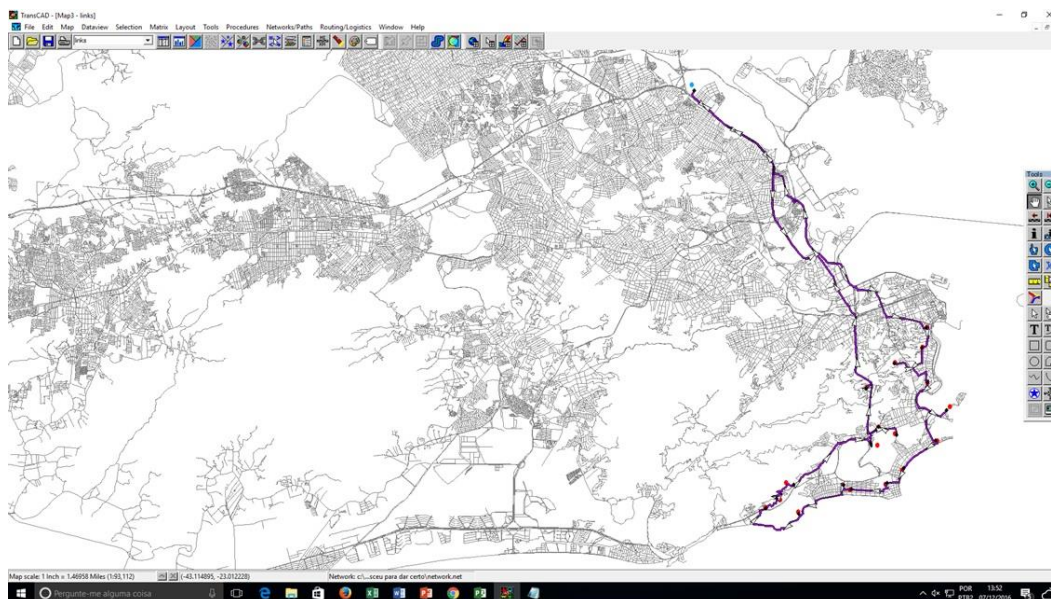 TransCAD - [Map3 - links]
File Edit Map Dataview Selection Matrix Layout Tools Procedures Networks/Paths Routing/Logistics Window Help
links
Tools
Map scale: 1 Inch = 1.46958 Miles (1:93,112)
(-43.114895, -23.012228)
Network: c:\...sceu para dar certo\network.net
Pergunte-me alguma coisa
POR
PTB2
13:52
07/12/2016